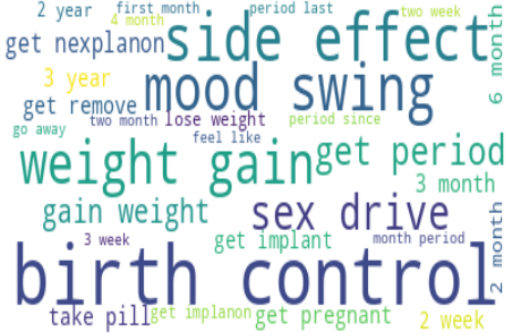 2 year first month period last two week
4 month
get nexplanon side effect 6 month
3 year mood swing
get remove
two month lose weight period since
go away feel like
weight gain get period
3 month
gain weight sex drive
3 week get implant month period 2 month
birth control
take pill get implanon get pregnant 2 week